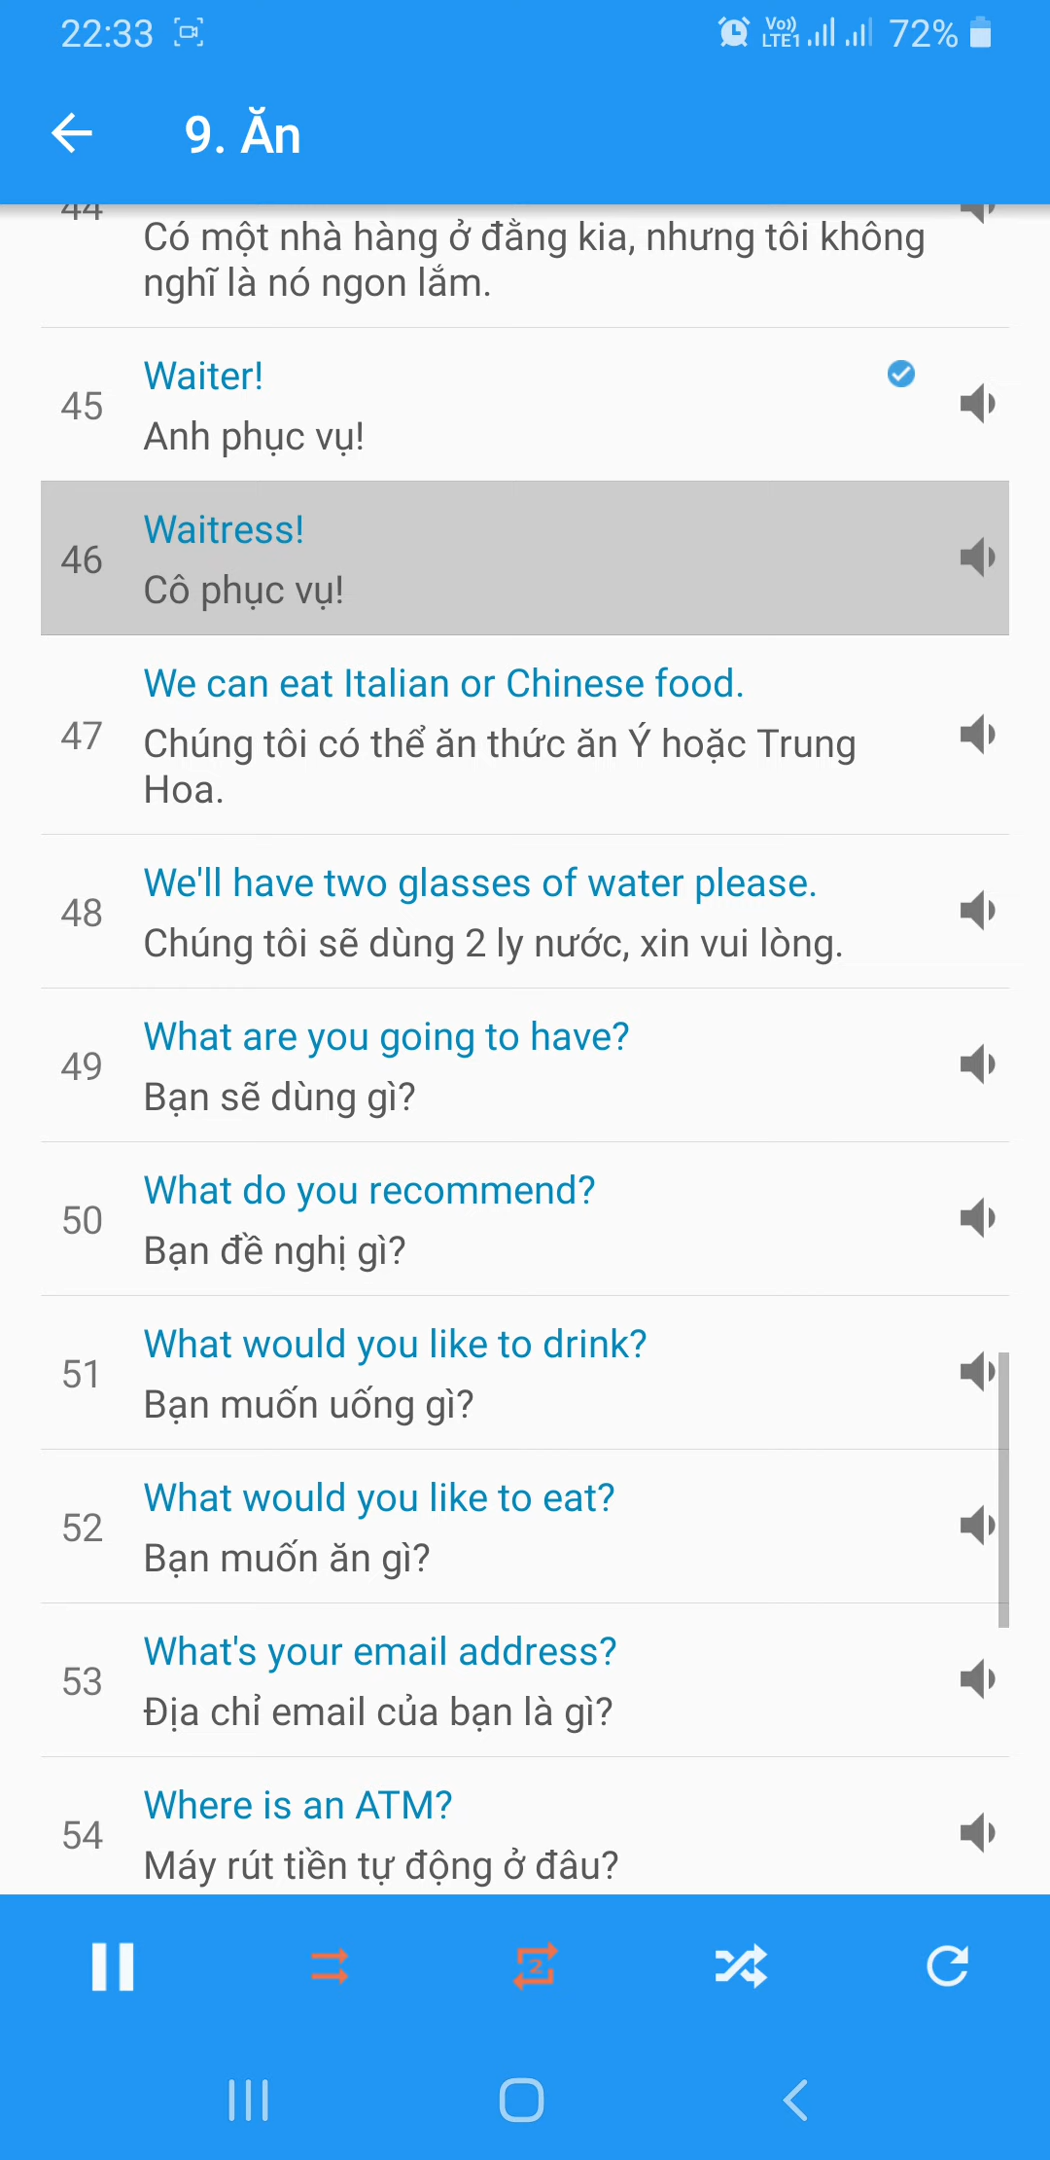 22:33 Vo)) LTE1 72%
9. Ăn
44
Có một nhà hàng ở đằng kia, nhưng tôi không
nghĩ là nó ngon lắm.
Waiter!
45
Anh phục vụ!
Waitress!
46
Cô phục vụ!
We can eat Italian or Chinese food.
47
Chúng tôi có thể ăn thức ăn Ý hoặc Trung
Hoa.
We'll have two glasses of water please.
48
Chúng tôi sẽ dùng 2 ly nước, xin vui lòng.
What are you going to have?
49
Bạn sẽ dùng gì?
What do you recommend?
50
Bạn đề nghị gì?
What would you like to drink?
51
Bạn muốn uống gì?
What would you like to eat?
52
Bạn muốn ăn gì?
What's your email address?
53
Địa chỉ email của bạn là gì?
Where is an ATM?
54
Máy rút tiền tự động ở đâu?
2